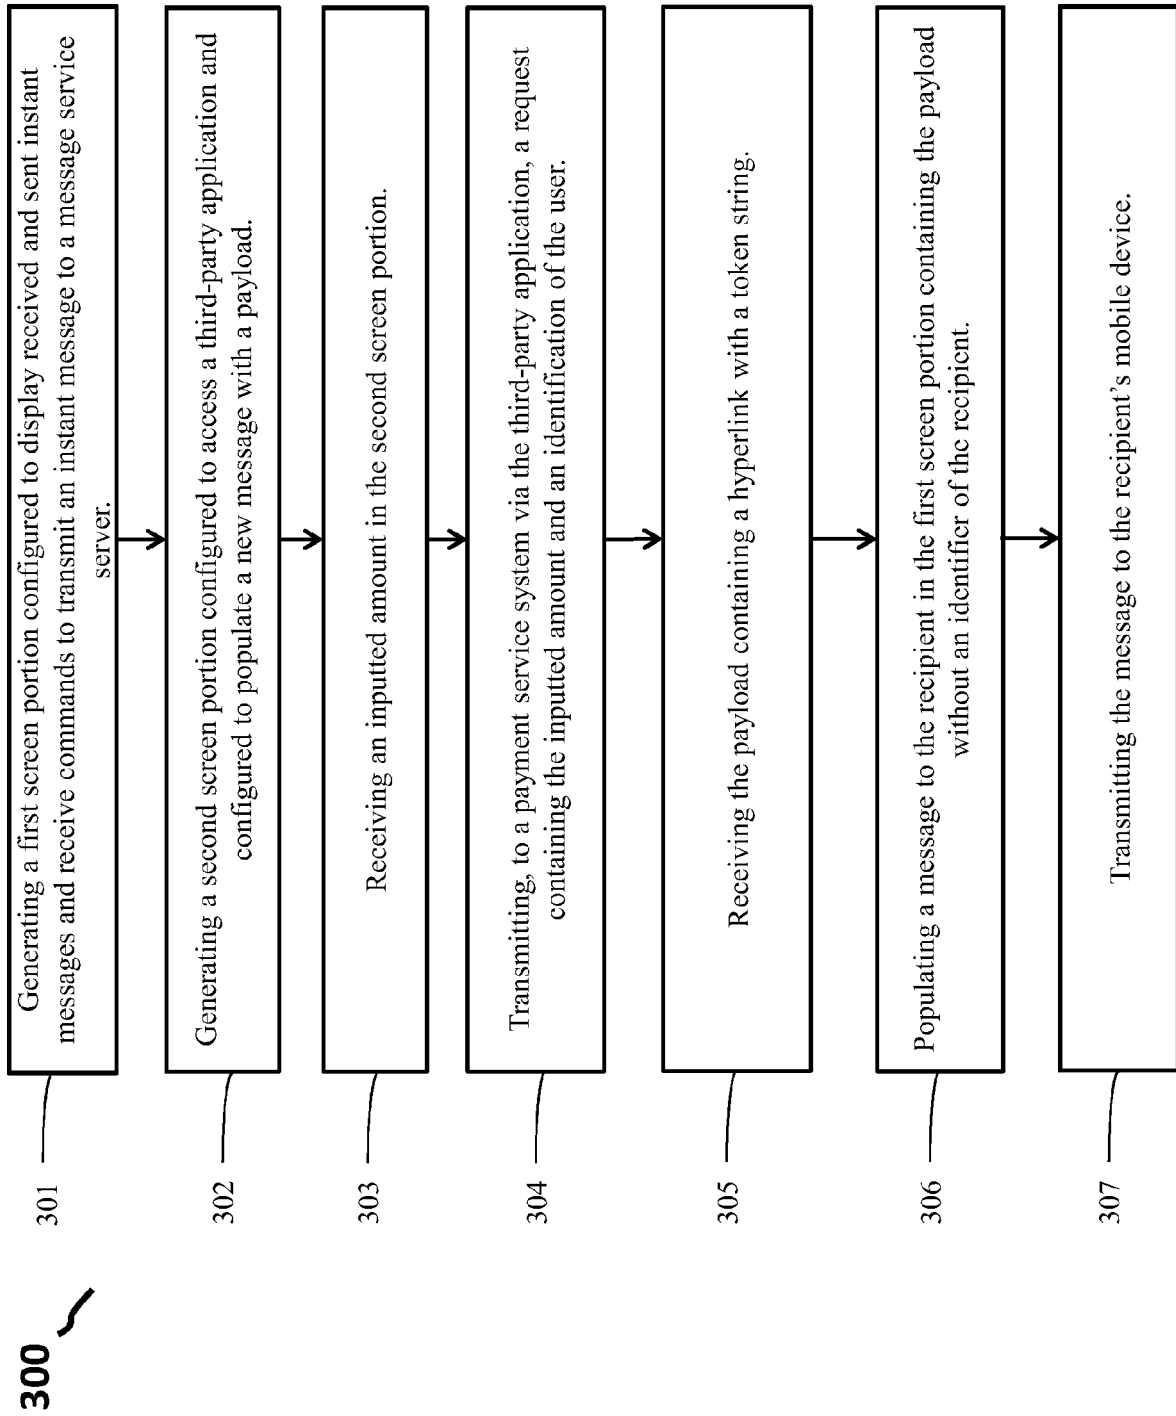 300
301
Generating a first screen portion configured to display received and sent instant
messages and receive commands to transmit an instant message to a message service
server.
302
Generating a second screen portion configured to access a third-party application and
configured to populate a new message with a payload.
303
Receiving an inputted amount in the second screen portion.
304
Transmitting, to a payment service system via the third-party application, a request
containing the inputted amount and an identification of the user.
305
Receiving the payload containing a hyperlink with a token string.
306
Populating a message to the recipient in the first screen portion containing the payload
without an identifier of the recipient.
307
Transmitting the message to the recipient's mobile device.